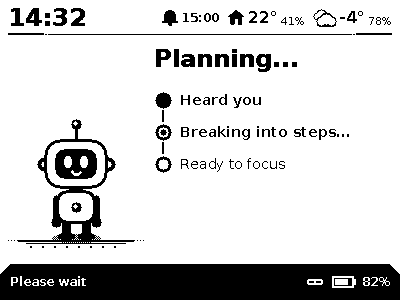 14:32 15:00 22° 41% -4° 78%
Planning...
Heard you
Breaking into steps...
Ready to focus
Please wait 82%